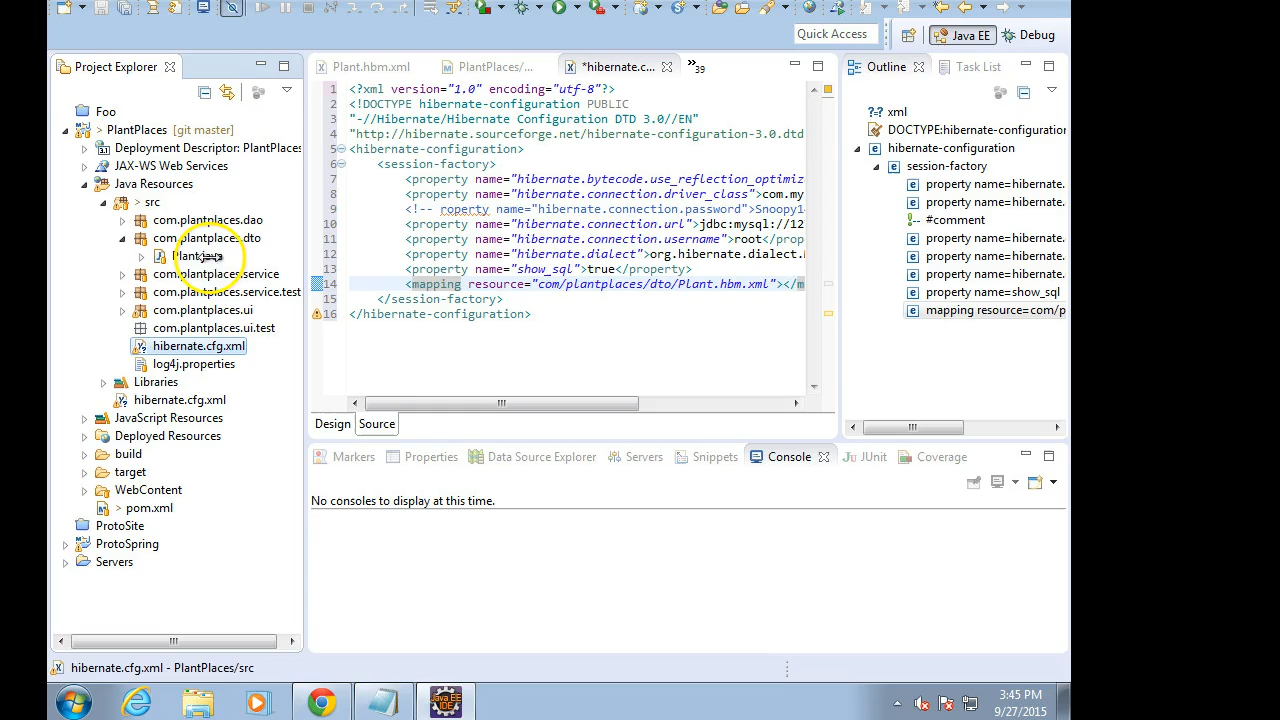 Quick Access
Java EE
Debug
Project Explorer
Foo
> PlantPlaces [git master]
Deployment Descriptor: PlantPlaces
JAX-WS Web Services
Java Resources
> src
com.plantplaces.dao
com.plantplaces.dto
com.plantplaces.service
com.plantplaces.service.test
com.plantplaces.ui
com.plantplaces.ui.test
hibernate.cfg.xml
log4j.properties
Libraries
hibernate.cfg.xml
JavaScript Resources
Deployed Resources
build
target
WebContent
> pom.xml
ProtoSite
ProtoSpring
Servers
Plant.hbm.xml
PlantPlaces/...
*hibernate.c...
»39
1 <?xml version="1.0" encoding="utf-8"?>
2 <!DOCTYPE hibernate-configuration PUBLIC
3 "-//Hibernate/Hibernate Configuration DTD 3.0//EN"
4 "http://hibernate.sourceforge.net/hibernate-configuration-3.0.dtd
5 <hibernate-configuration>
6 <session-factory>
7 <property name="hibernate.bytecode.use_reflection_optimiz
8 <property name="hibernate.connection.driver_class">com.my
9 <!-- roperty name="hibernate.connection.password">Snoopy1
10 <property name="hibernate.connection.url">jdbc:mysql://12
11 <property name="hibernate.connection.username">root</prop
12 <property name="hibernate.dialect">org.hibernate.dialect.
13 <property name="show_sql">true</property>
14 <mapping resource="com/plantplaces/dto/Plant.hbm.xml"></m
15 </session-factory>
16 </hibernate-configuration>
Design
Source
Outline
Task List
xml
DOCTYPE:hibernate-configuration
hibernate-configuration
session-factory
property name=hibernate.
property name=hibernate.
#comment
property name=hibernate.
property name=hibernate.
property name=hibernate.
property name=show_sql
mapping resource=com/p
Markers
Properties
Data Source Explorer
Servers
Snippets
Console
JUnit
Coverage
No consoles to display at this time.
hibernate.cfg.xml - PlantPlaces/src
Java EE
IDE
3:45 PM
9/27/2015